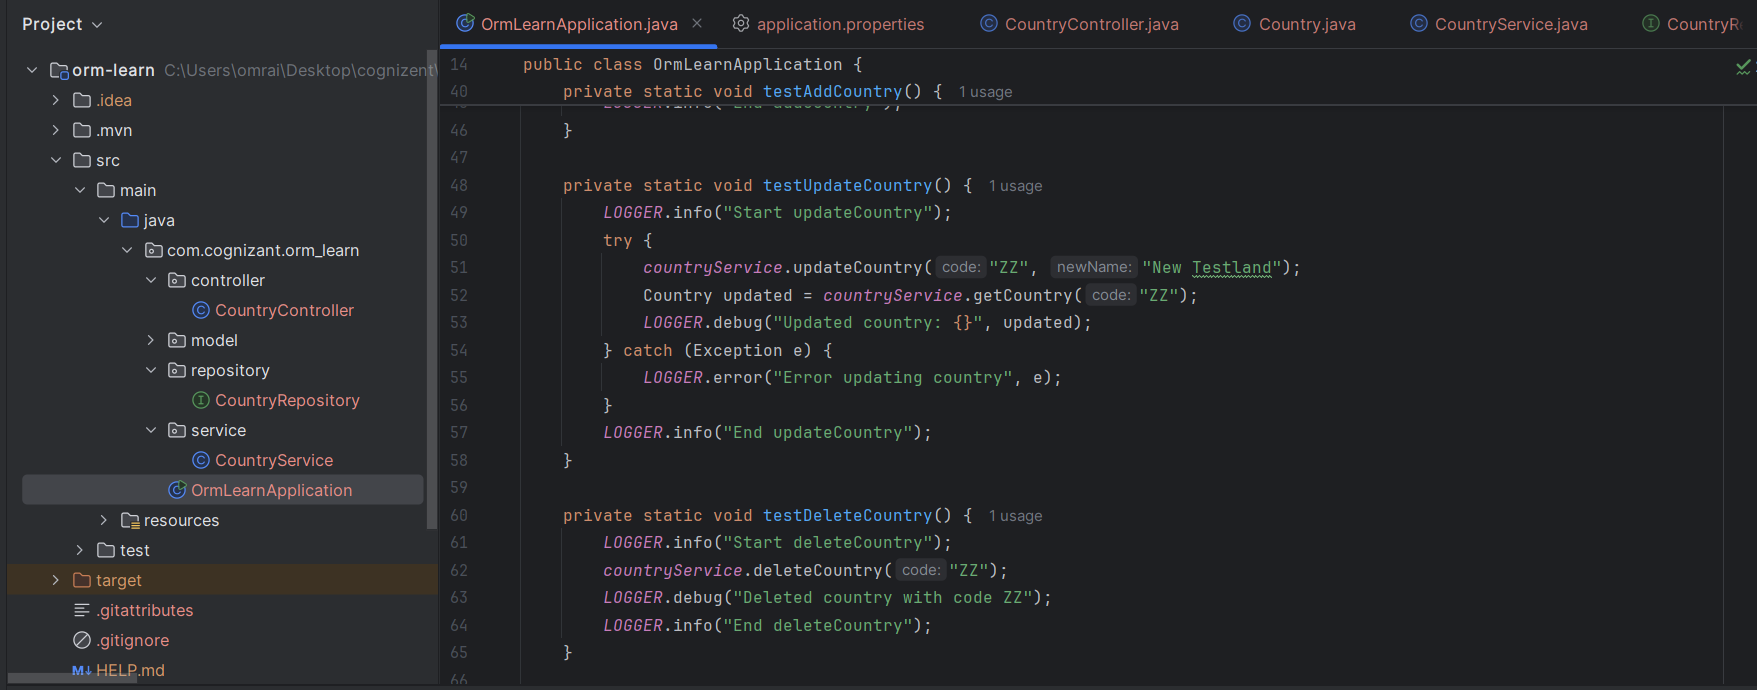 Project
orm-learn C:\Users\omrai\Desktop\cognizent\
.idea
.mvn
src
main
java
com.cognizant.orm_learn
controller
CountryController
model
repository
CountryRepository
service
CountryService
OrmLearnApplication
resources
test
target
.gitattributes
.gitignore
M↓ HELP.md
OrmLearnApplication.java × application.properties CountryController.java Country.java CountryService.java CountryRe
14 public class OrmLearnApplication {
40 private static void testAddCountry() { 1 usage
46 }
47
48 private static void testUpdateCountry() { 1 usage
49 LOGGER.info("Start updateCountry");
50 try {
51 countryService.updateCountry( code: "ZZ", newName: "New Testland");
52 Country updated = countryService.getCountry( code: "ZZ");
53 LOGGER.debug("Updated country: {}", updated);
54 } catch (Exception e) {
55 LOGGER.error("Error updating country", e);
56 }
57 LOGGER.info("End updateCountry");
58 }
59
60 private static void testDeleteCountry() { 1 usage
61 LOGGER.info("Start deleteCountry");
62 countryService.deleteCountry( code: "ZZ");
63 LOGGER.debug("Deleted country with code ZZ");
64 LOGGER.info("End deleteCountry");
65 }
66